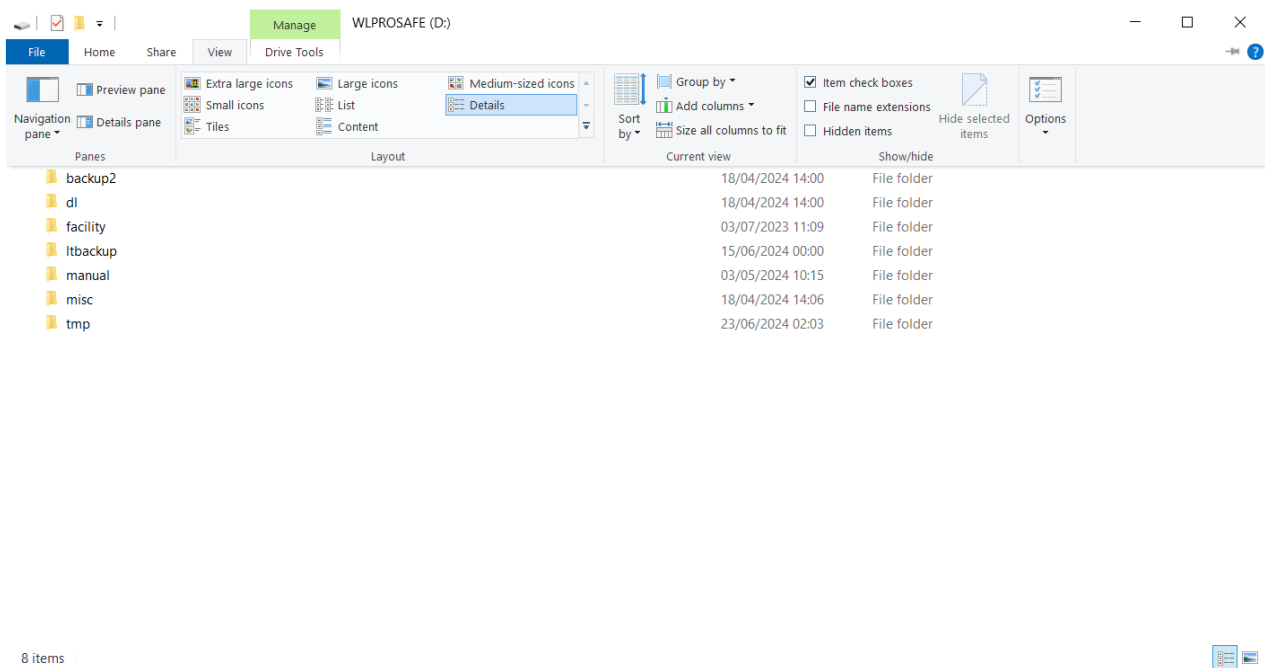 Manage WLPROSAFE (D:)
File Home Share View Drive Tools
Navigation pane
Preview pane
Details pane
Panes
Extra large icons Large icons Medium-sized icons
Small icons List Details
Tiles Content
Layout
Sort by
Group by
Add columns
Size all columns to fit
Current view
Item check boxes
File name extensions
Hidden items
Hide selected items
Show/hide
Options
backup2 18/04/2024 14:00 File folder
dl 18/04/2024 14:00 File folder
facility 03/07/2023 11:09 File folder
ltbackup 15/06/2024 00:00 File folder
manual 03/05/2024 10:15 File folder
misc 18/04/2024 14:06 File folder
tmp 23/06/2024 02:03 File folder
8 items